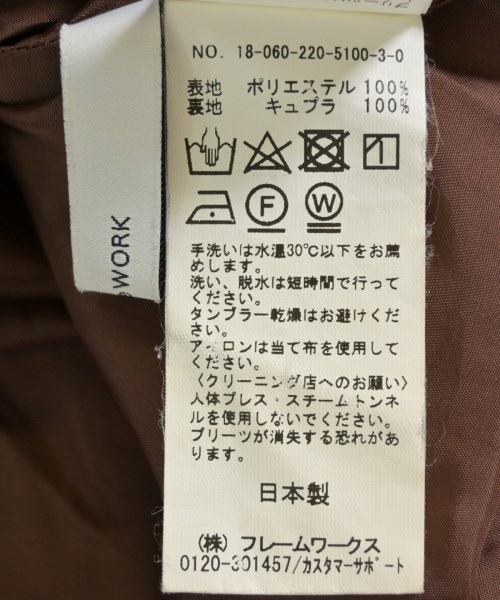 NO. 18-060-220-5100-3-0
表地 ポリエステル 100%
裏地 キュプラ 100%
F
W
WORK
手洗いは水温30℃以下をお薦
めします。
洗い、脱水は短時間で行って
ください。
タンブラー乾燥はお避けくだ
さい。
アイロンは当て布を使用して
ください。
〈クリーニング店へのお願い〉
人体プレス・スチームトンネ
ルを使用しないでください。
プリーツが消失する恐れがあ
ります。
日本製
(株) フレームワークス
0120-301457/カスタマーサポート